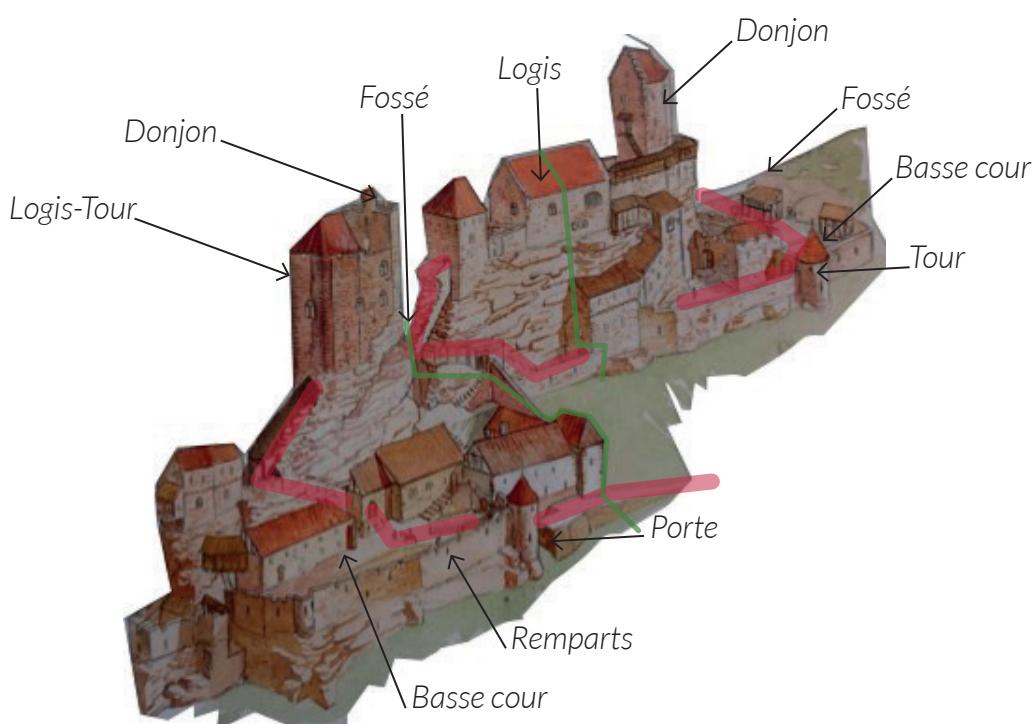 Donjon
Logis
Fossé
Fossé
Donjon
Basse cour
Logis-Tour
Tour
Porte
Remparts
Basse cour